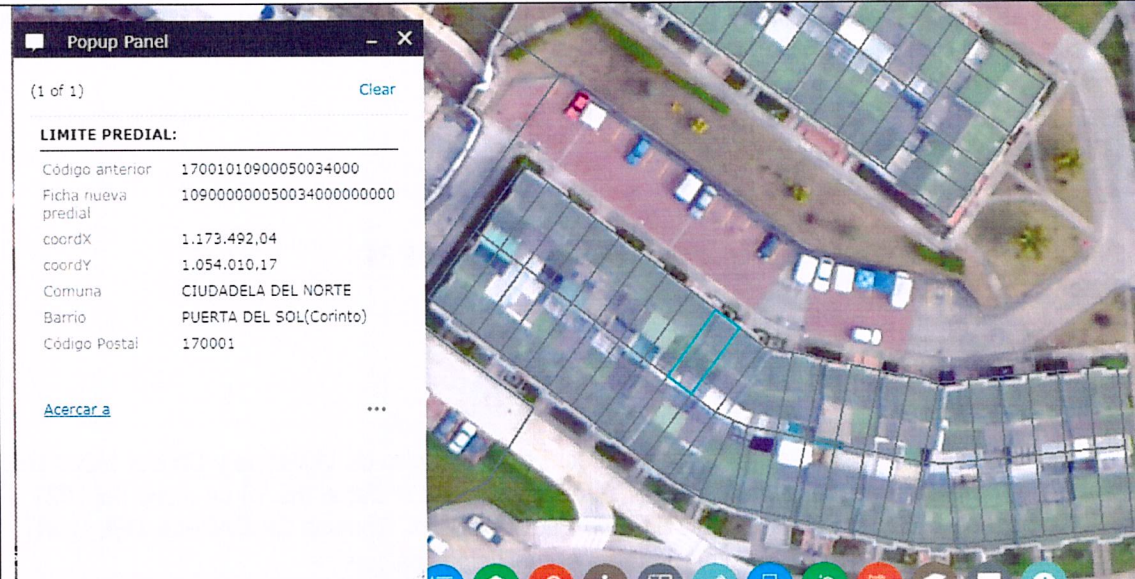 Popup Panel
(1 of 1) Clear
LIMITE PREDIAL:
Código anterior 17001010900050034000
Ficha nueva predial 109000000050034000000000
coordX 1.173.492,04
coordY 1.054.010,17
Comuna CIUDADELA DEL NORTE
Barrio PUERTA DEL SOL(Corinto)
Código Postal 170001
Acercar a